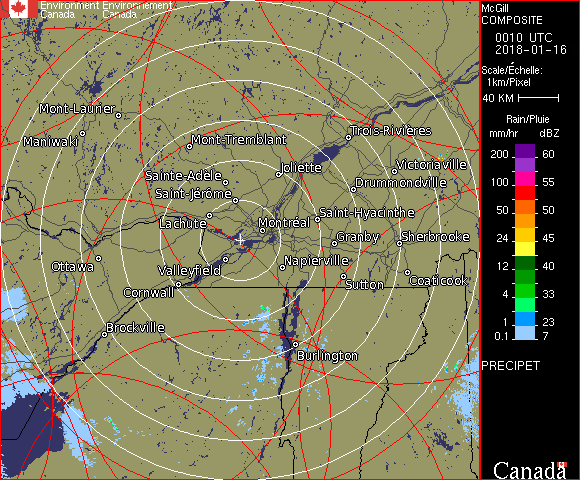 Environment Environnement
Canada Canada
McGill
COMPOSITE
0010 UTC
2018-01-16
Scale/Échelle:
1km/Pixel
40 KM
Rain/Pluie
mm/hr dBZ
200 60
100 55
50 50
24 45
12 40
4 33
1 23
0.1 7
PRECIPET
Canada
Mont-Laurier
Maniwaki
Mont-Tremblant
Trois-Rivières
Sainte-Adèle
Joliette
Victoriaville
Saint-Jérôme
Drummondville
Lachute
Montréal
Saint-Hyacinthe
Granby
Sherbrooke
Ottawa
Valleyfield
Napierville
Cornwall
Sutton
Coaticook
Brockville
Burlington